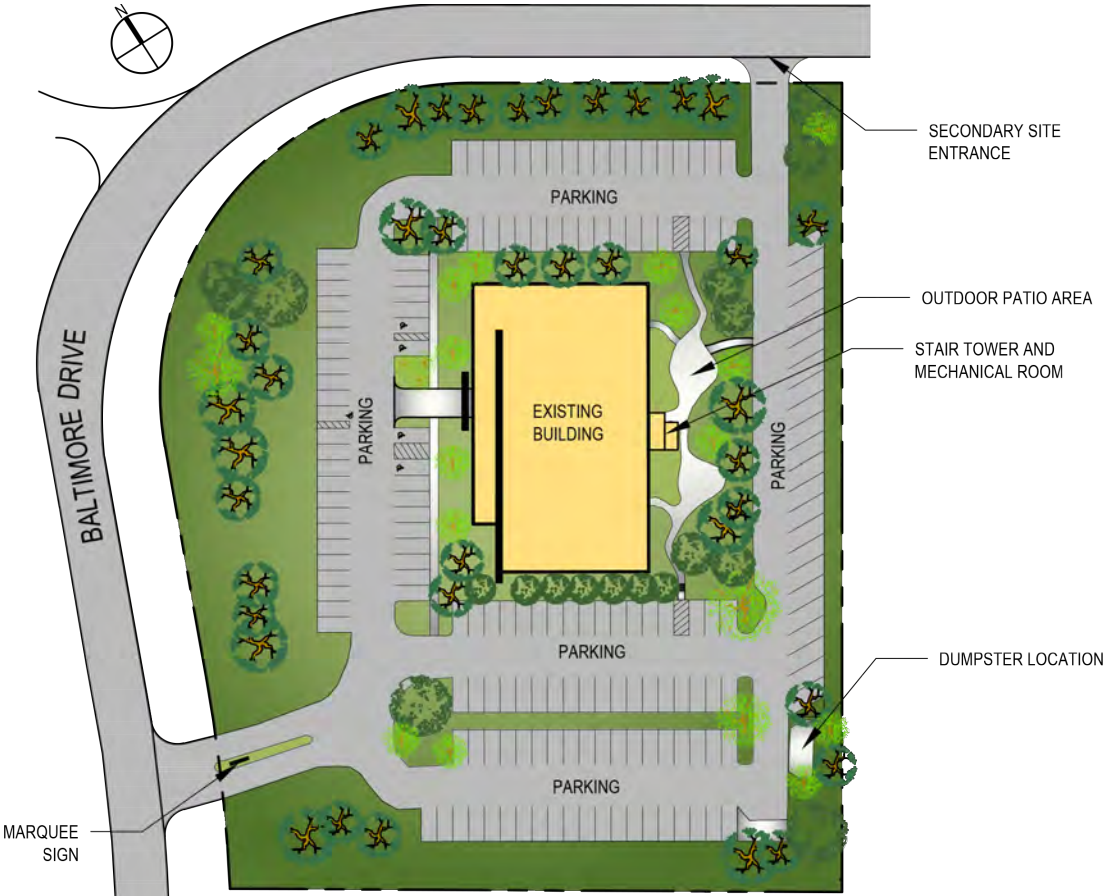 N
SECONDARY SITE
ENTRANCE
PARKING
OUTDOOR PATIO AREA
STAIR TOWER AND
MECHANICAL ROOM
BALTIMORE DRIVE
PARKING
EXISTING
BUILDING
PARKING
PARKING
DUMPSTER LOCATION
PARKING
MARQUEE
SIGN